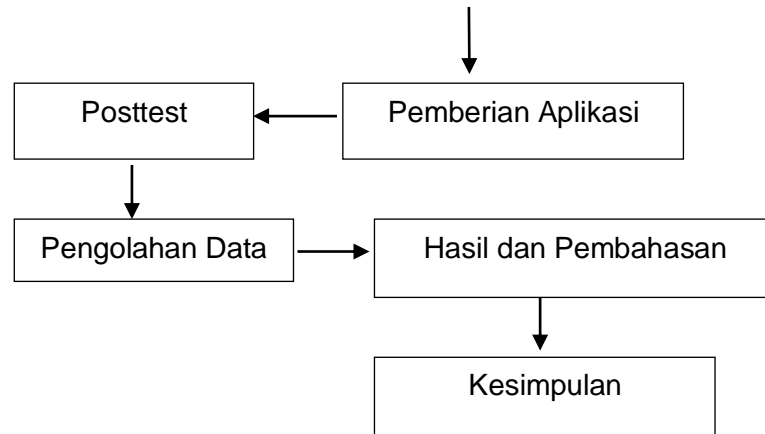 Posttest
Pemberian Aplikasi
Pengolahan Data
Hasil dan Pembahasan
Kesimpulan